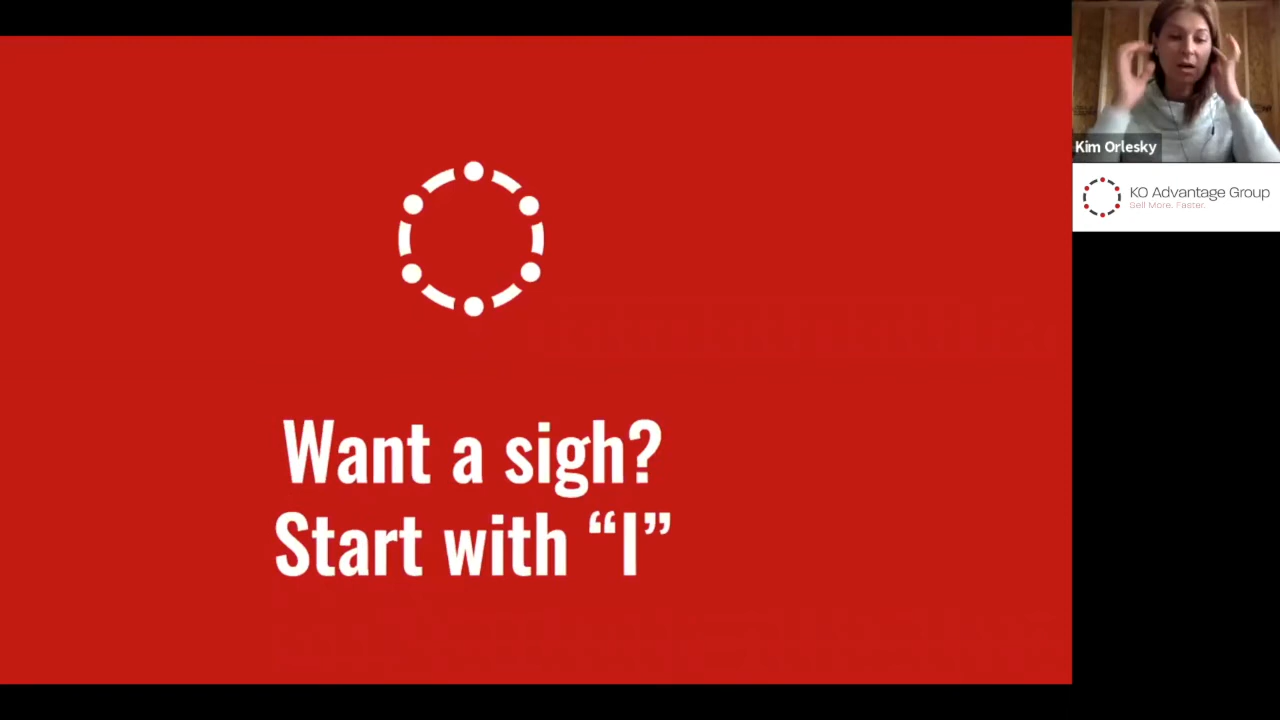 Want a sigh?
Start with “I”
Kim Orlesky
KO Advantage Group
Sell More. Faster.